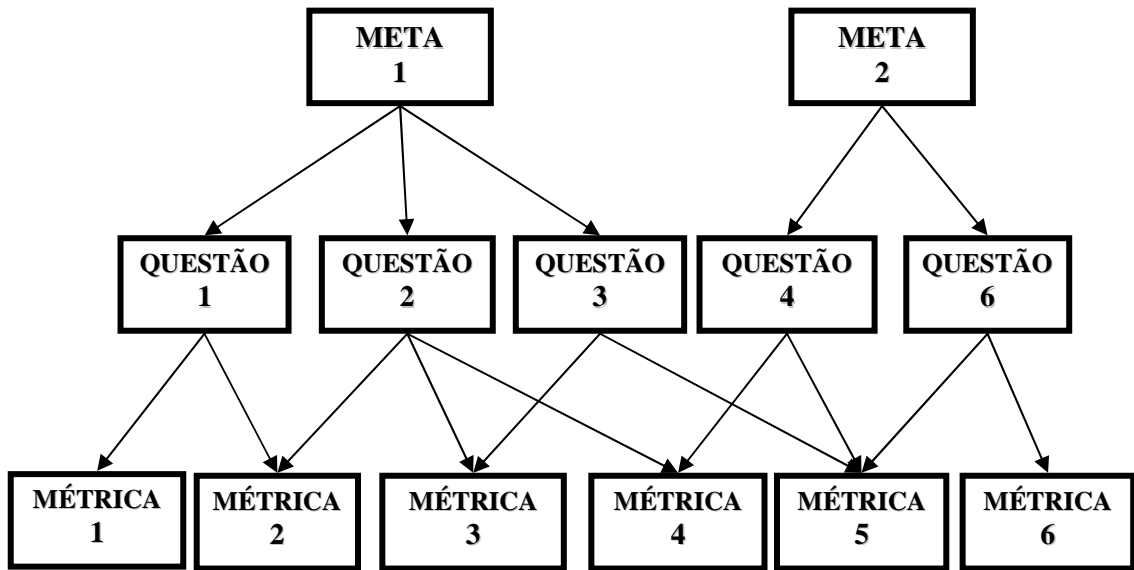 META
1
META
2
QUESTÃO
1
QUESTÃO
2
QUESTÃO
3
QUESTÃO
4
QUESTÃO
6
MÉTRICA
1
MÉTRICA
2
MÉTRICA
3
MÉTRICA
4
MÉTRICA
5
MÉTRICA
6